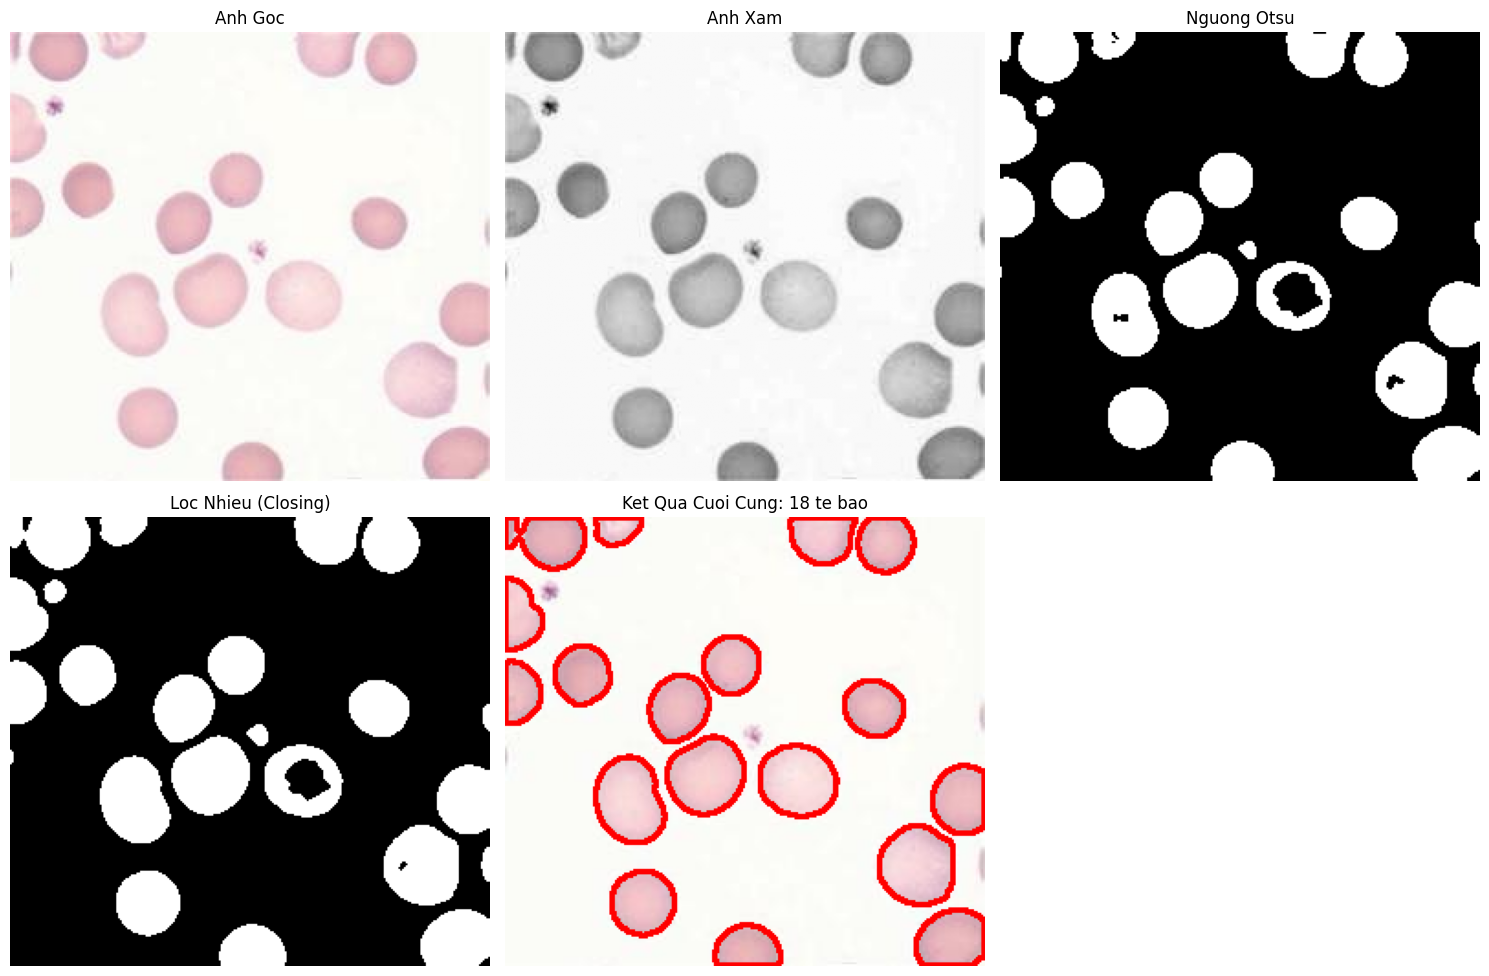 Anh Goc
Anh Xam
Nguong Otsu
Loc Nhieu (Closing)
Ket Qua Cuoi Cung: 18 te bao